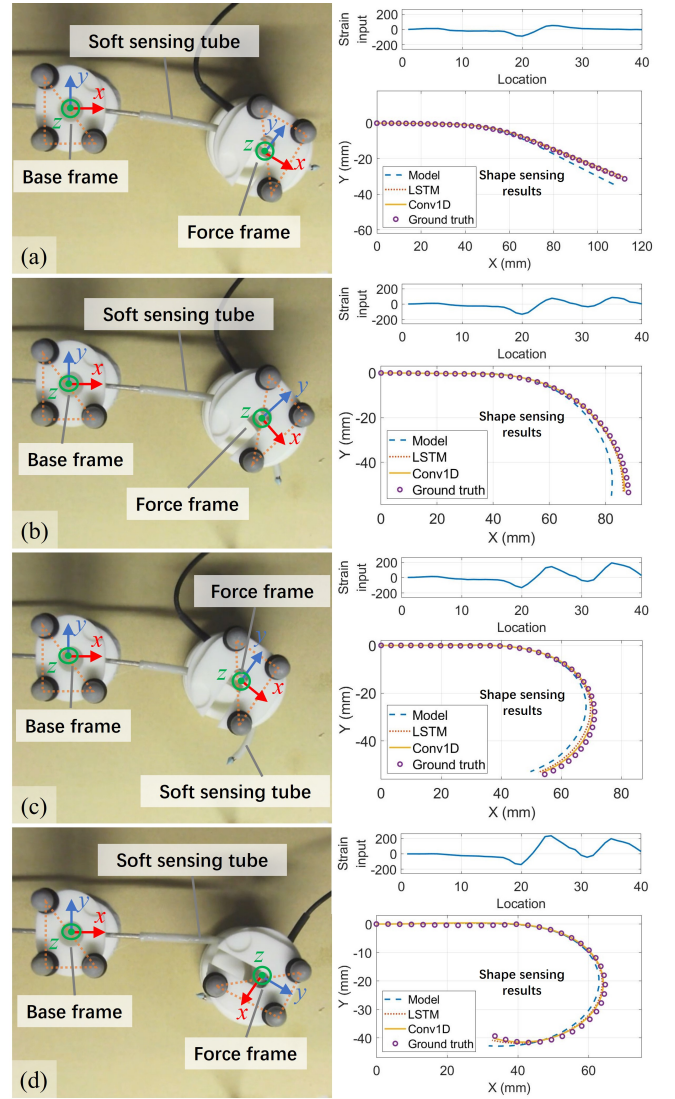 Soft sensing tube
y
x
z
y
z
x
Base frame
Force frame
(a)
Strain
input
200
0
-200
0
10
20
30
40
Location
Y (mm)
0
-20
-40
-60
Model
LSTM
Conv1D
Ground truth
Shape sensing
results
0
20
40
60
80
100
120
X (mm)
Soft sensing tube
y
x
z
y
z
x
Base frame
Force frame
(b)
Strain
input
200
0
-200
0
10
20
30
40
Location
Y (mm)
0
-20
-40
Model
LSTM
Conv1D
Ground truth
Shape sensing
results
0
20
40
60
80
X (mm)
Force frame
y
x
z
y
z
x
Base frame
Soft sensing tube
(c)
Strain
input
200
0
-200
0
10
20
30
40
Location
Y (mm)
0
-20
-40
Model
LSTM
Conv1D
Ground truth
Shape sensing
results
0
20
40
60
80
X (mm)
Soft sensing tube
y
x
z
z
y
x
Base frame
Force frame
(d)
Strain
input
200
0
-200
0
10
20
30
40
Location
Y (mm)
0
-10
-20
-30
-40
Model
LSTM
Conv1D
Ground truth
Shape sensing
results
0
20
40
60
X (mm)